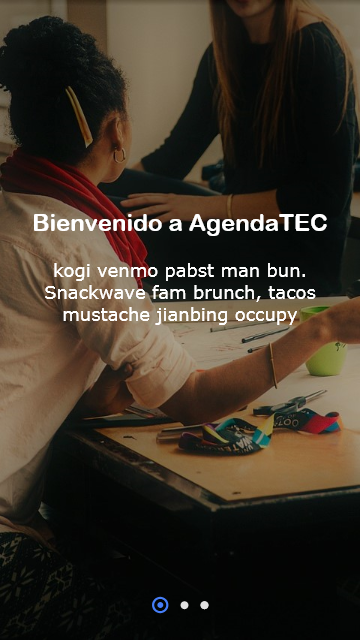 Bienvenido a AgendaTEC
kogi venmo pabst man bun.
Snackwave fam brunch, tacos
mustache jianbing occupy